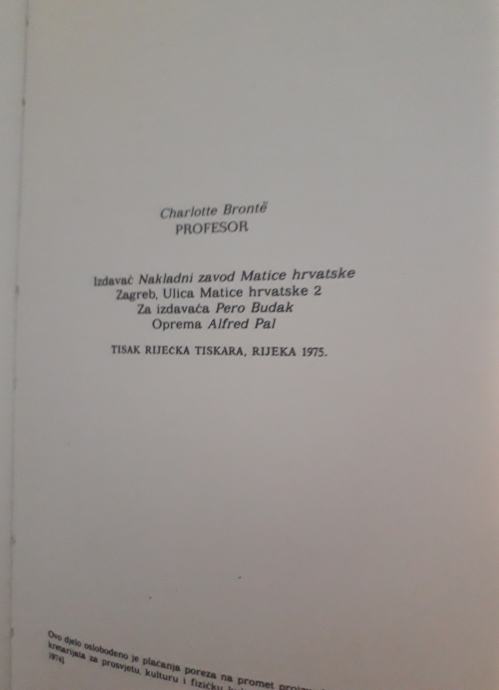 Charlotte Brontë
PROFESOR
Izdavač Nakladni zavod Matice hrvatske
Zagreb, Ulica Matice hrvatske 2
Za izdavača Pero Budak
Oprema Alfred Pal
TISAK RIJEČKA TISKARA, RIJEKA 1975.
Ovo djelo oslobođeno je plaćanja poreza na promet
kretarijata za prosvjetu, kulturu i fizičku
1974).